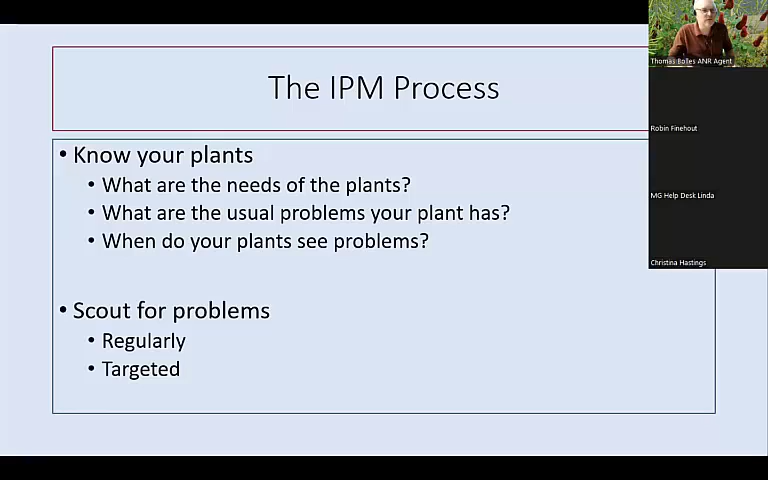 The IPM Process
• Know your plants
• What are the needs of the plants?
• What are the usual problems your plant has?
• When do your plants see problems?
• Scout for problems
• Regularly
• Targeted
Thomas Bolles ANR Agent
Robin Finehout
MG Help Desk Linda
Christina Hastings